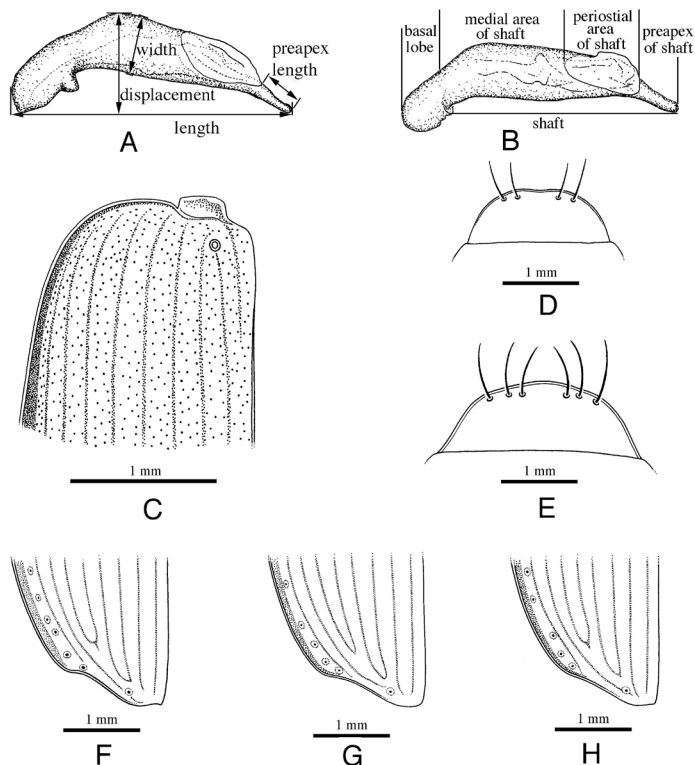 width
preapex
length
displacement
length
A
basal
lobe
medial area
of shaft
periostial
area
of shaft
preapex
of shaft
shaft
B
1 mm
C
1 mm
D
1 mm
E
1 mm
F
1 mm
G
1 mm
H